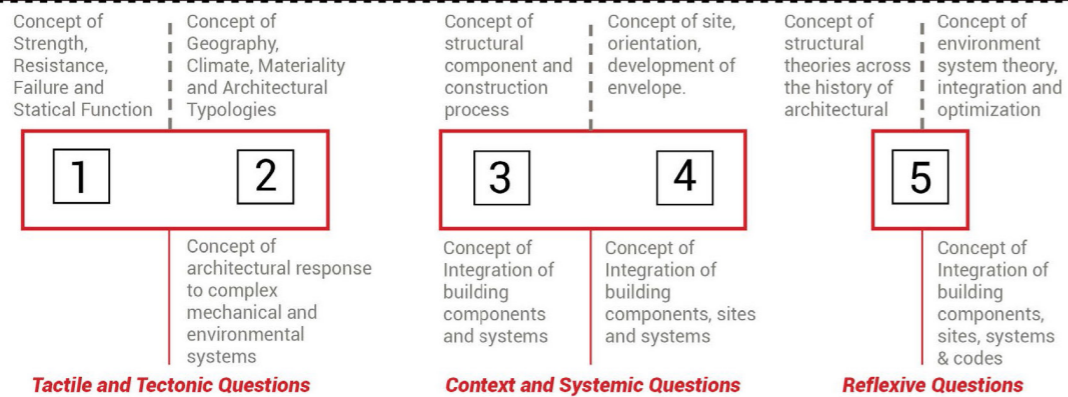 Concept of
Strength,
Resistance,
Failure and
Statical Function
Concept of
Geography,
Climate, Materiality
and Architectural
Typologies
Concept of
structural
component and
construction
process
Concept of site,
orientation,
development of
envelope.
Concept of
structural
theories across
the history of
architectural
Concept of
environment
system theory,
integration and
optimization
1
2
3
4
5
Concept of
architectural response
to complex
mechanical and
environmental
systems
Concept of
Integration of
building
components
and systems
Concept of
Integration of
building
components, sites
and systems
Concept of
Integration of
building
components,
sites, systems
& codes
Tactile and Tectonic Questions
Context and Systemic Questions
Reflexive Questions